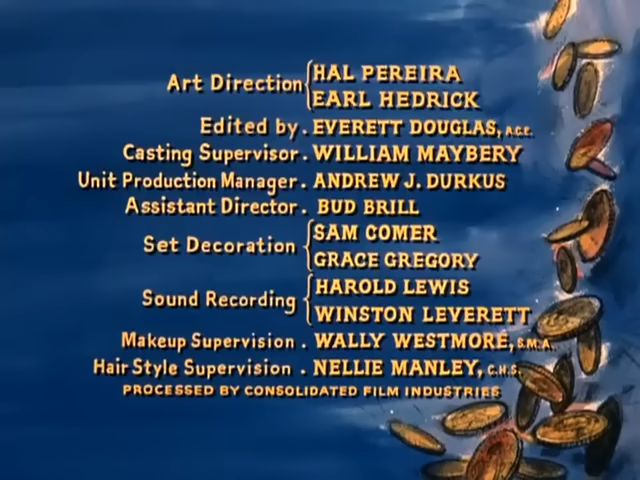 Art Direction HAL PEREIRA
EARL HEDRICK
Edited by. EVERETT DOUGLAS, A.C.E.
Casting Supervisor. WILLIAM MAYBERY
Unit Production Manager. ANDREW J. DURKUS
Assistant Director. BUD BRILL
Set Decoration SAM COMER
GRACE GREGORY
Sound Recording HAROLD LEWIS
WINSTON LEVERETT
Makeup Supervision. WALLY WESTMORE, S.M.A.
Hair Style Supervision. NELLIE MANLEY, C.H.S.
PROCESSED BY CONSOLIDATED FILM INDUSTRIES